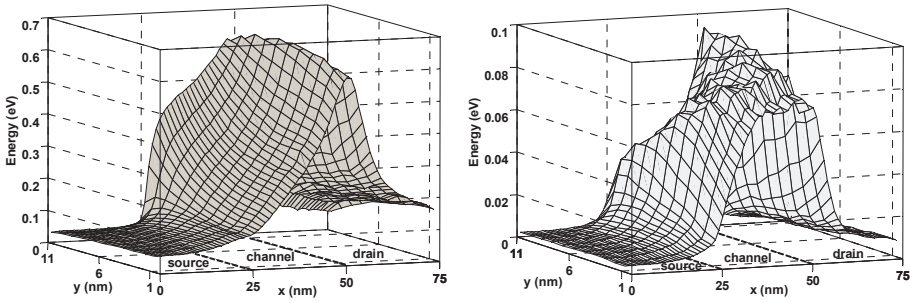 0.7
0.6
0.5
0.4
0.3
0.2
0.1
0
Energy (eV)
11
6
1
y (nm)
0
25
50
75
x (nm)
source
channel
drain
0.1
0.08
0.06
0.04
0.02
0
Energy (eV)
11
6
1
y (nm)
0
25
50
75
x (nm)
source
channel
drain